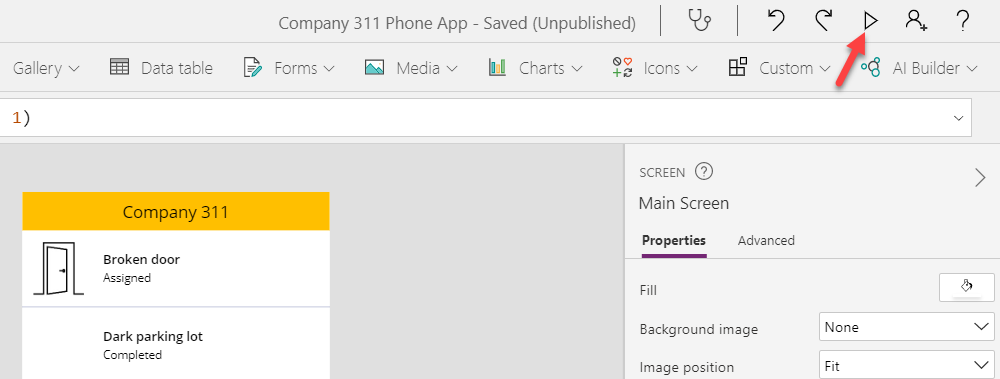 Company 311 Phone App - Saved (Unpublished)
Gallery Data table Forms Media Charts Icons Custom AI Builder
1)
SCREEN
Main Screen
Properties Advanced
Fill
Background image None
Image position Fit
Company 311
Broken door
Assigned
Dark parking lot
Completed